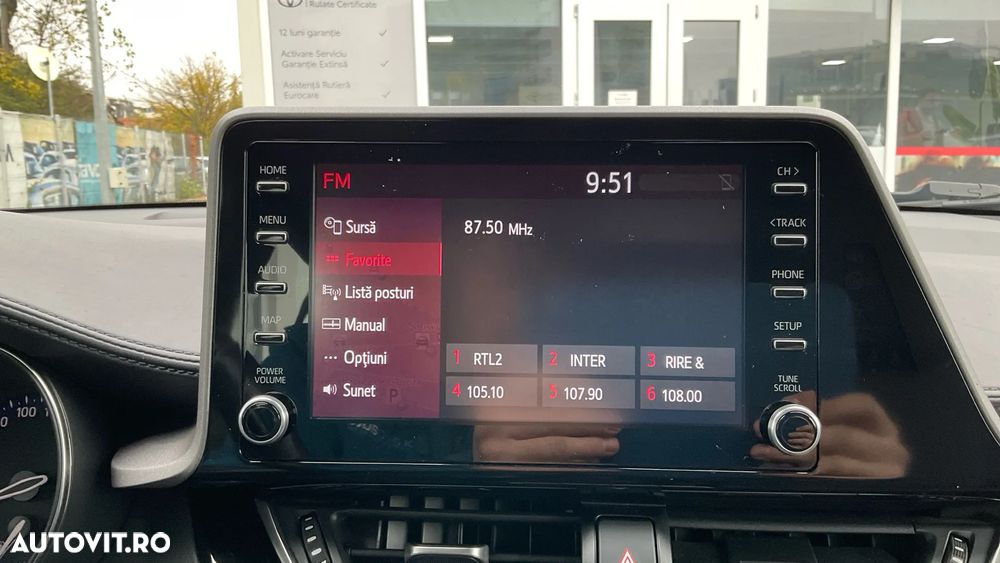 Rulate Certificate
12 luni garanție
Activare Serviciu
Garanție Extinsă
Asistență Rutieră
Eurocare
HOME
MENU
AUDIO
MAP
POWER
VOLUME
FM
9:51
Sursă
Favorite
Listă posturi
Manual
Opțiuni
Sunet
87.50 MHz
1 RTL2
2 INTER
3 RIRE &
4 105.10
5 107.90
6 108.00
CH >
< TRACK
PHONE
SETUP
TUNE
SCROLL
100
AUTOVIT.RO